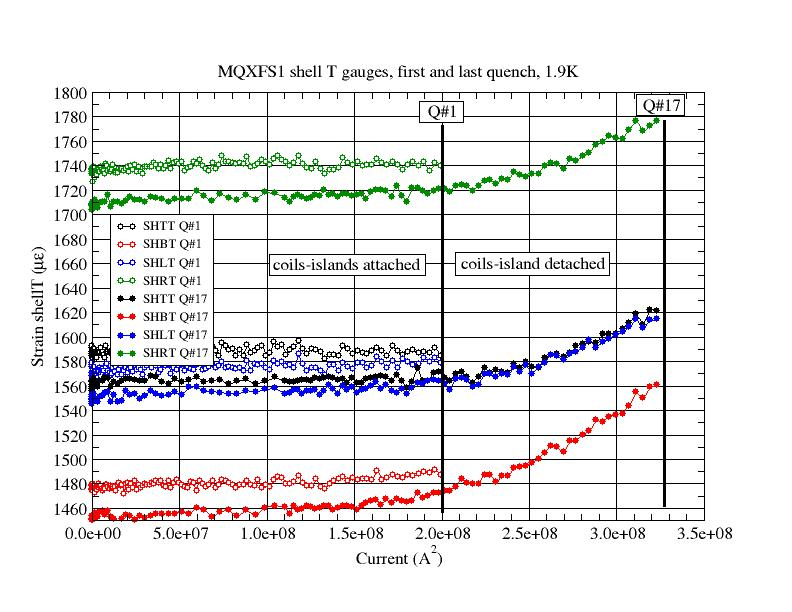 MQXFS1 shell T gauges, first and last quench, 1.9K
Q#1
Q#17
1800
1780
1760
1740
1720
1700
1680
1660
1640
1620
1600
1580
1560
1540
1520
1500
1480
1460
Strain shellT (με)
SHTT Q#1
SHBT Q#1
SHLT Q#1
SHRT Q#1
SHTT Q#17
SHBT Q#17
SHLT Q#17
SHRT Q#17
coils-islands attached
coils-island detached
0.0e+00
5.0e+07
1.0e+08
1.5e+08
2.0e+08
2.5e+08
3.0e+08
3.5e+08
Current (A²)